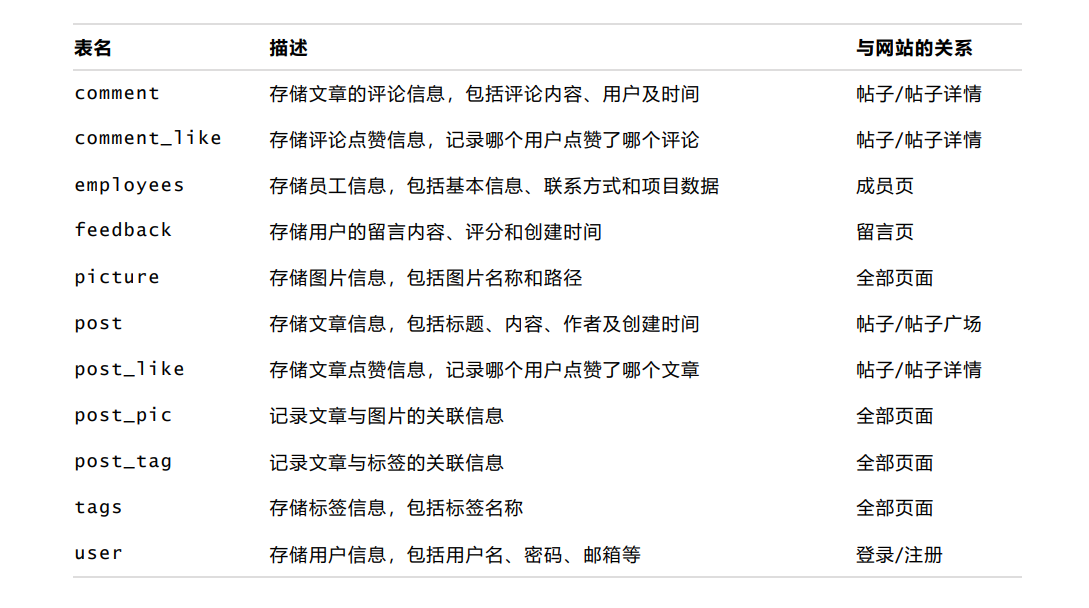 表名 描述 与网站的关系
comment 存储文章的评论信息，包括评论内容、用户及时间 帖子/帖子详情
comment_like 存储评论点赞信息，记录哪个用户点赞了哪个评论 帖子/帖子详情
employees 存储员工信息，包括基本信息、联系方式和项目数据 成员页
feedback 存储用户的留言内容、评分和创建时间 留言页
picture 存储图片信息，包括图片名称和路径 全部页面
post 存储文章信息，包括标题、内容、作者及创建时间 帖子/帖子广场
post_like 存储文章点赞信息，记录哪个用户点赞了哪个文章 帖子/帖子详情
post_pic 记录文章与图片的关联信息 全部页面
post_tag 记录文章与标签的关联信息 全部页面
tags 存储标签信息，包括标签名称 全部页面
user 存储用户信息，包括用户名、密码、邮箱等 登录/注册